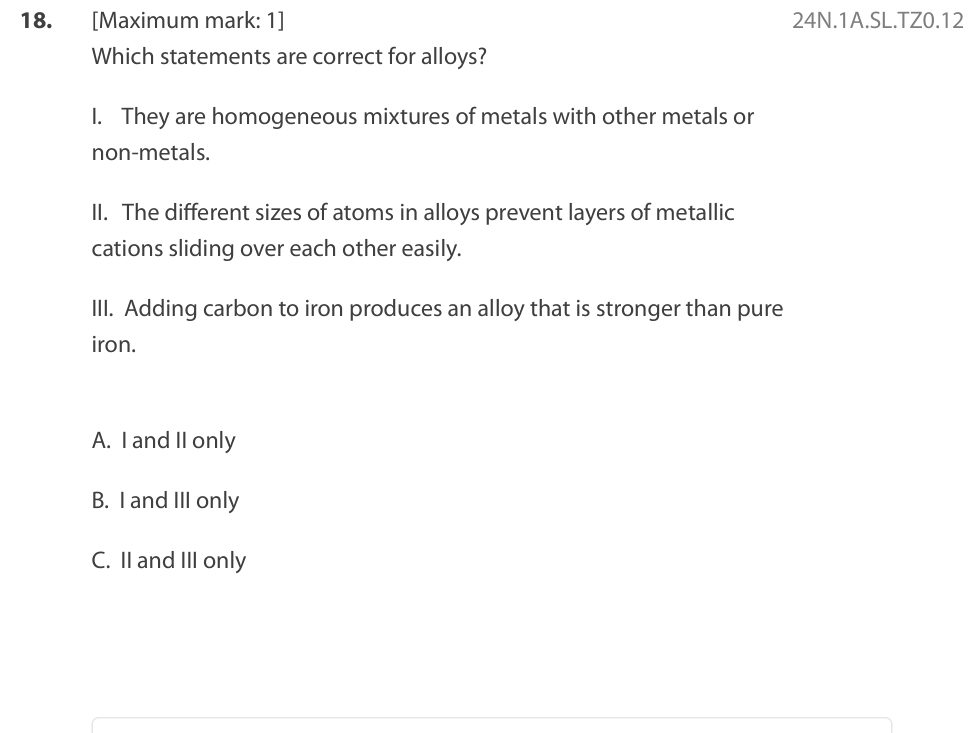 18. [Maximum mark: 1] 24N.1A.SL.TZ0.12
Which statements are correct for alloys?
I. They are homogeneous mixtures of metals with other metals or
non-metals.
II. The different sizes of atoms in alloys prevent layers of metallic
cations sliding over each other easily.
III. Adding carbon to iron produces an alloy that is stronger than pure
iron.
A. I and II only
B. I and III only
C. II and III only